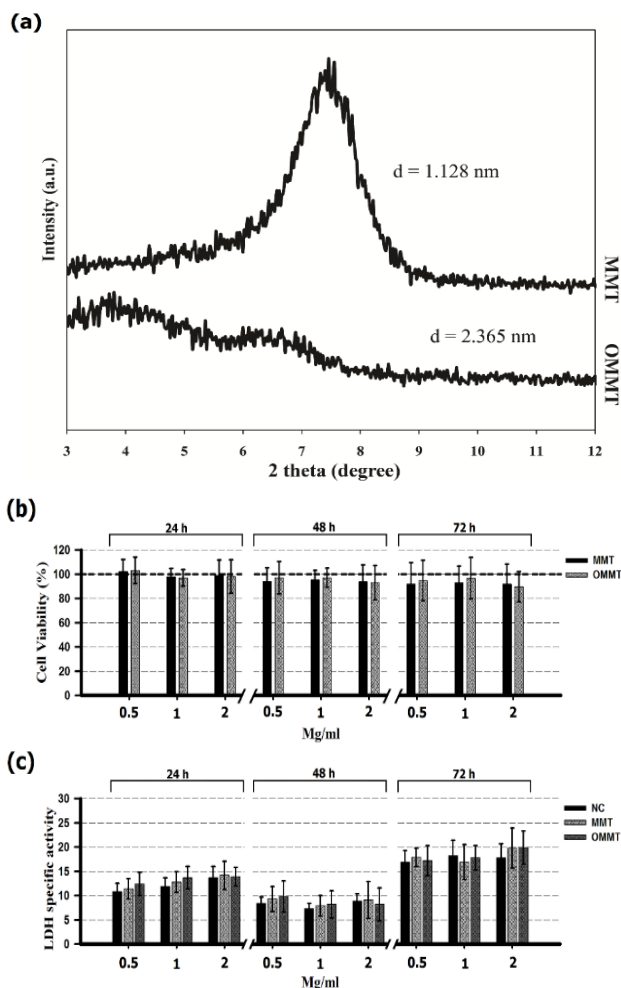 (a)
Intensity (a.u.)
d = 1.128 nm
MMT
d = 2.365 nm
OMMT
3 4 5 6 7 8 9 10 11 12
2 theta (degree)
(b)
24 h 48 h 72 h
Cell Viability (%)
120
100
80
60
40
20
0
MMT
OMMT
0.5 1 2 0.5 1 2 0.5 1 2
Mg/ml
(c)
24 h 48 h 72 h
LDH specific activity
30
25
20
15
10
5
0
NC
MMT
OMMT
0.5 1 2 0.5 1 2 0.5 1 2
Mg/ml